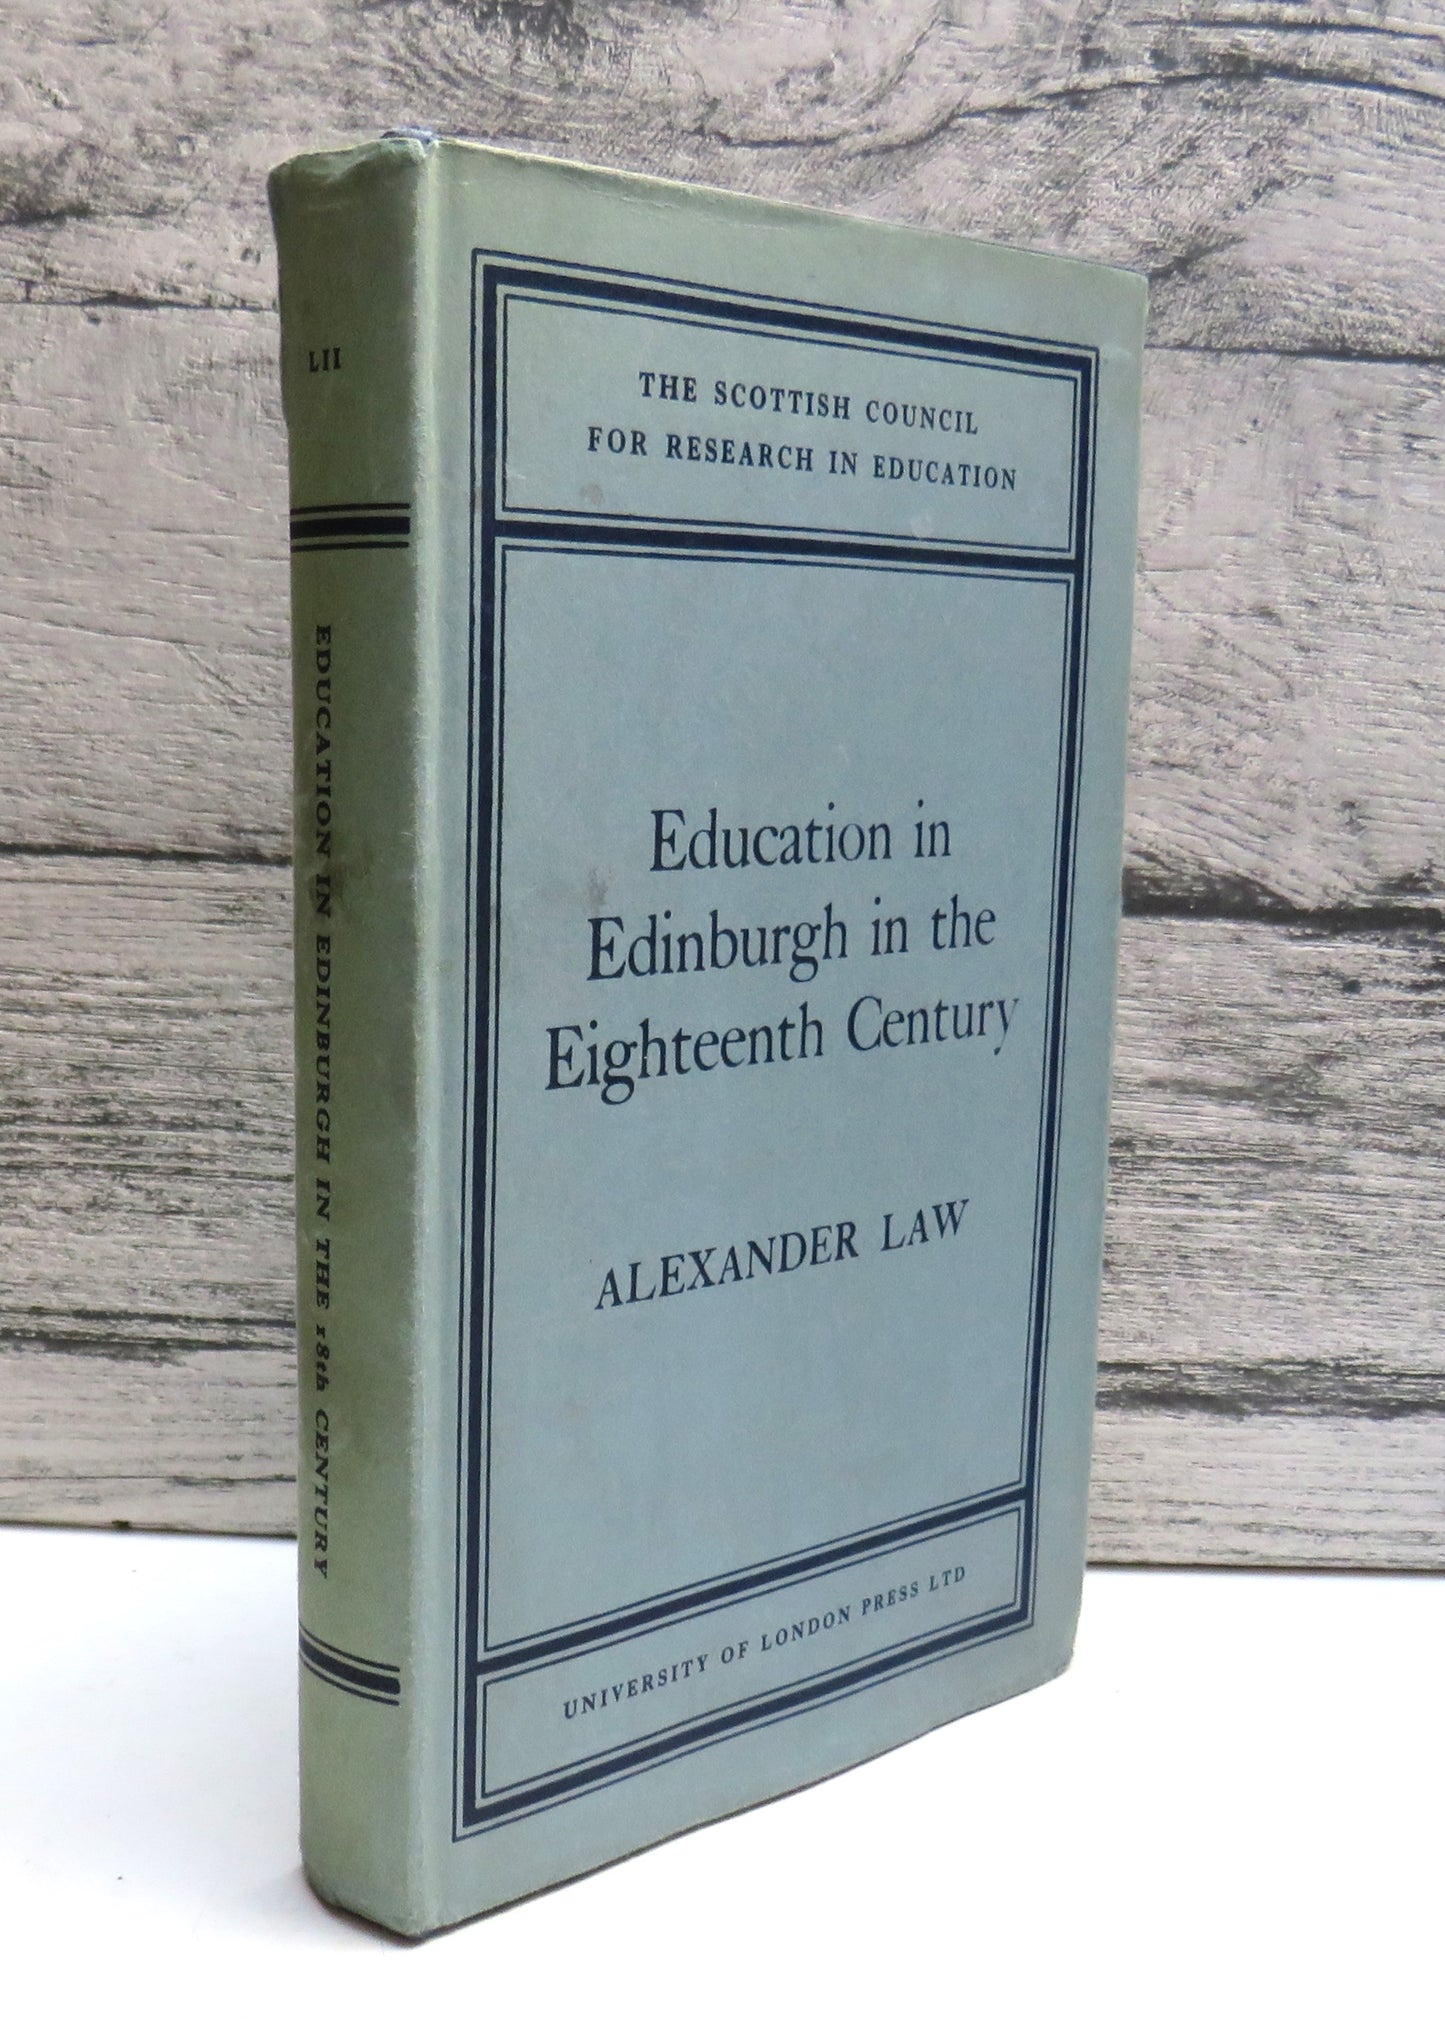 LII
EDUCATION IN EDINBURGH IN THE 18th CENTURY
THE SCOTTISH COUNCIL
FOR RESEARCH IN EDUCATION
Education in
Edinburgh in the
Eighteenth Century
ALEXANDER LAW
UNIVERSITY OF LONDON PRESS LTD